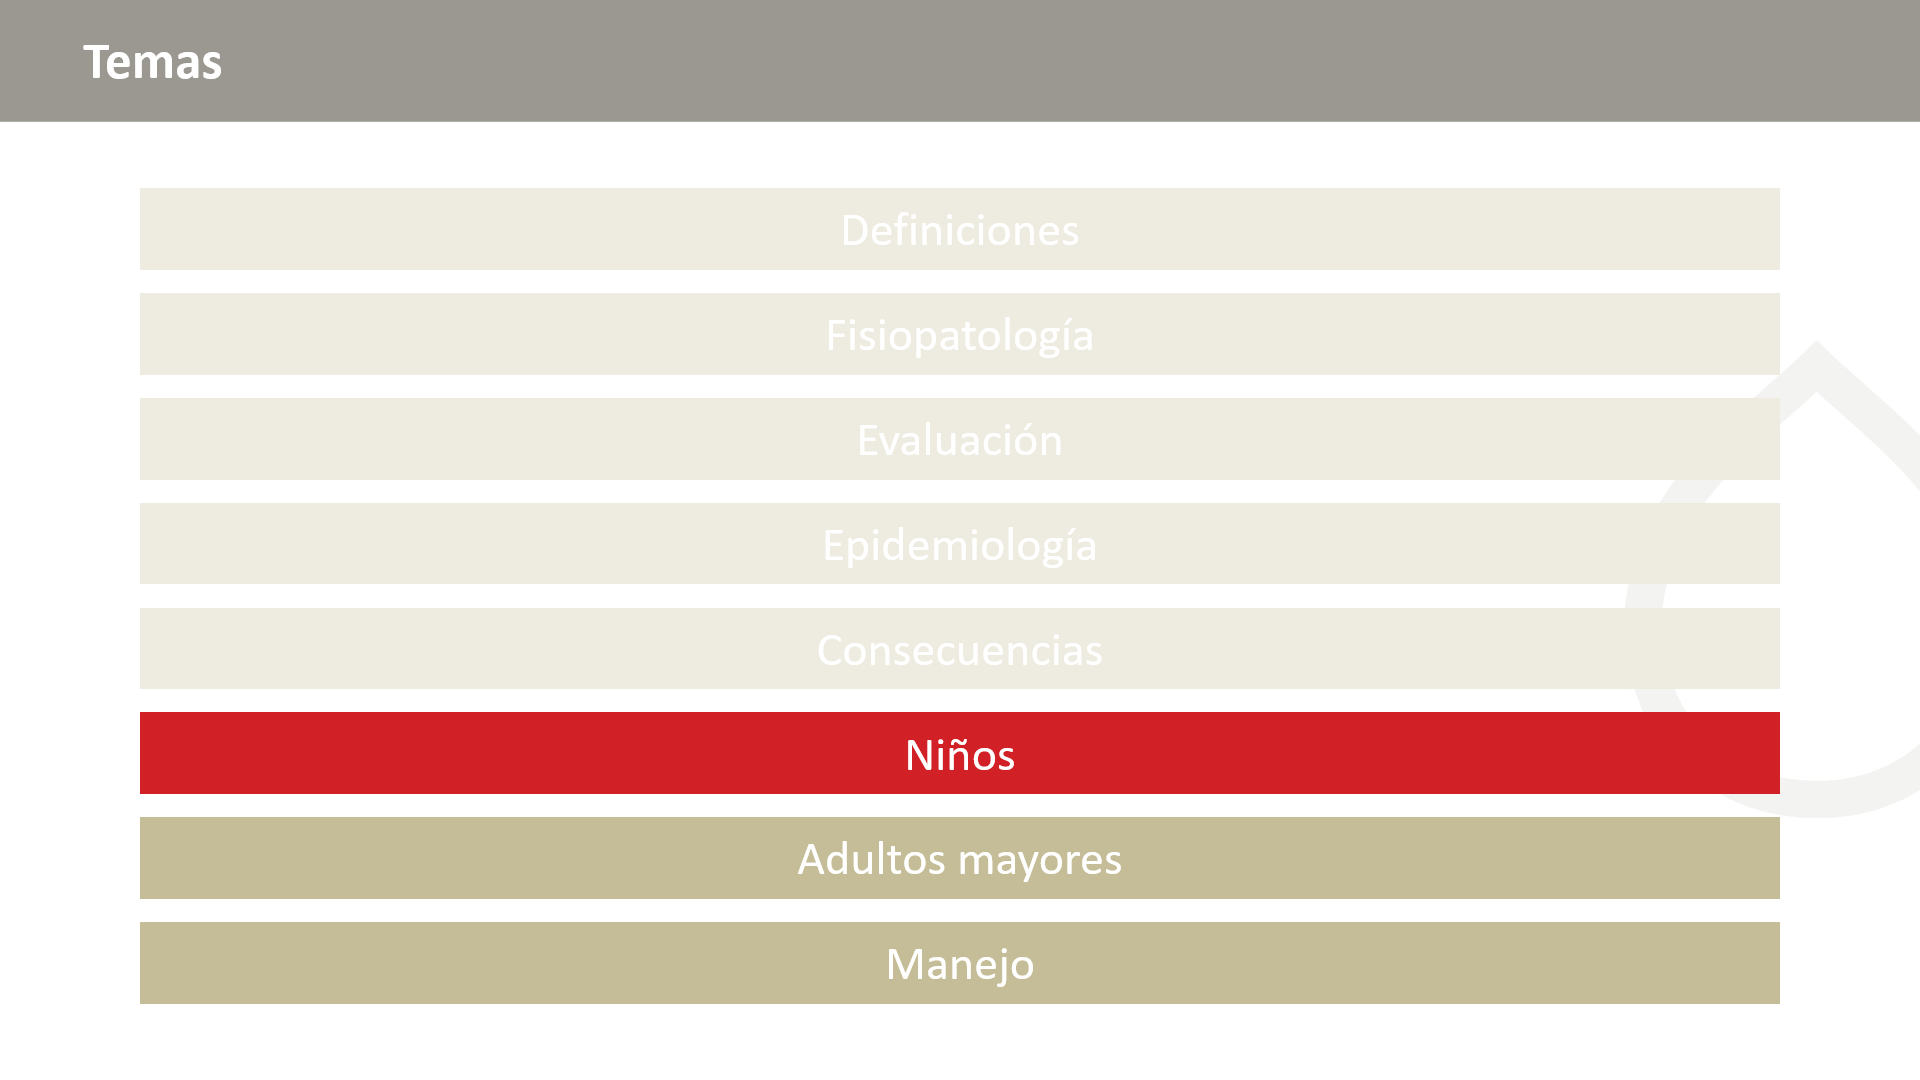 Temas
Definiciones
Fisiopatología
Evaluación
Epidemiología
Consecuencias
Niños
Adultos mayores
Manejo